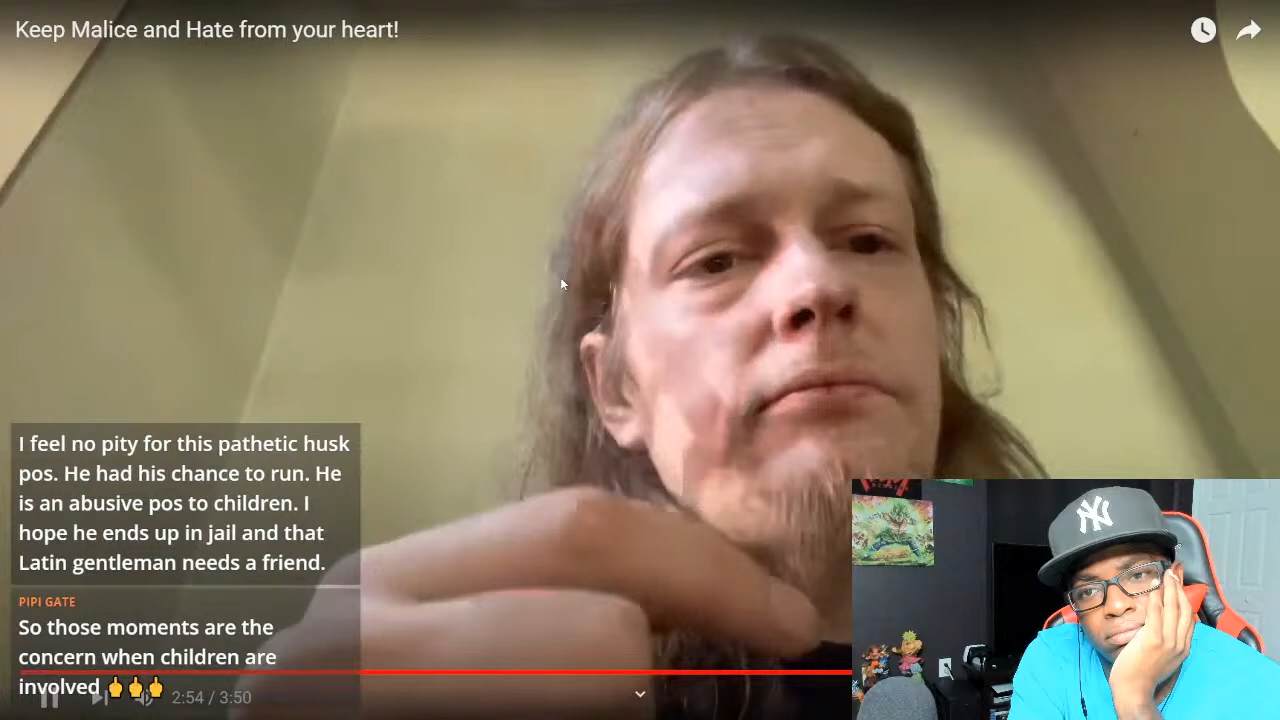 Keep Malice and Hate from your heart!
I feel no pity for this pathetic husk
pos. He had his chance to run. He
is an abusive pos to children. I
hope he ends up in jail and that
Latin gentleman needs a friend.
PIPI GATE
So those moments are the
concern when children are
involved 🖕🖕🖕
2:54 / 3:50
NY